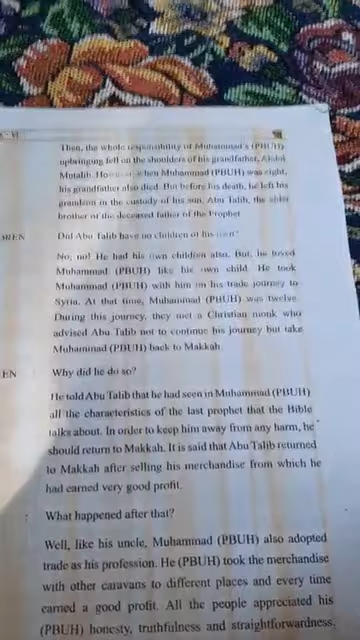 Then, the whole responsibility of Muhammad's (PBUH)
upbringing fell on the shoulders of his grandfather, Abdul
Mutalib. However when Muhammad (PBUH) was eight,
his grandfather also died. But before his death, he left his
grandson in the custody of his son, Abu Talib, the elder
brother of the deceased father of the Prophet
Did Abu Talib have no children of his own?
No, no! He had his own children also. But, he loved
Muhammad (PBUH) like his own child. He took
Muhammad (PBUH) with him on his trade journey to
Syria. At that time, Muhammad (PBUH) was twelve.
During this journey, they met a Christian monk who
advised Abu Talib not to continue his journey but take
Muhammad (PBUH) back to Makkah.
EN Why did he do so?
He told Abu Talib that he had seen in Muhammad (PBUH)
all the characteristics of the last prophet that the Bible
talks about. In order to keep him away from any harm, he
should return to Makkah. It is said that Abu Talib returned
to Makkah after selling his merchandise from which he
had earned very good profit.
: What happened after that?
Well, like his uncle, Muhammad (PBUH) also adopted
trade as his profession. He (PBUH) took the merchandise
with other caravans to different places and every time
earned a good profit. All the people appreciated his
(PBUH) honesty, truthfulness and straightforwardness.